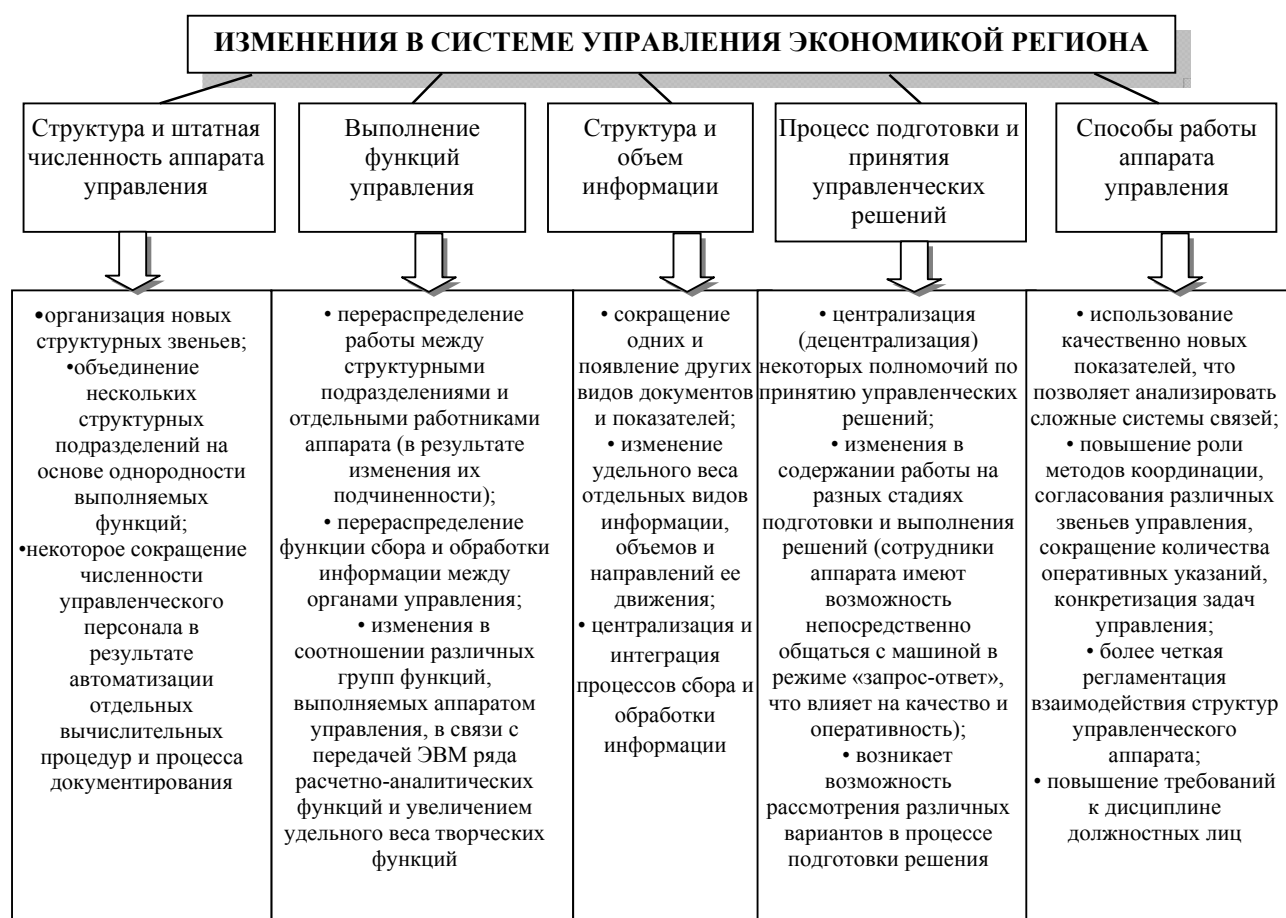 ИЗМЕНЕНИЯ В СИСТЕМЕ УПРАВЛЕНИЯ ЭКОНОМИКОЙ РЕГИОНА
Структура и штатная
численность аппарата
управления
Выполнение
функций
управления
Структура и
объем
информации
Процесс подготовки и
принятия
управленческих
решений
Способы работы
аппарата
управления
•организация новых
структурных звеньев;
•объединение
нескольких
структурных
подразделений на
основе однородности
выполняемых
функций;
•некоторое сокращение
численности
управленческого
персонала в
результате
автоматизации
отдельных
вычислительных
процедур и процесса
документирования
• перераспределение
работы между
структурными
подразделениями и
отдельными работниками
аппарата (в результате
изменения их
подчиненности);
• перераспределение
функции сбора и обработки
информации между
органами управления;
• изменения в
соотношении различных
групп функций,
выполняемых аппаратом
управления, в связи с
передачей ЭВМ ряда
расчетно-аналитических
функций и увеличением
удельного веса творческих
функций
• сокращение
одних и
появление других
видов документов
и показателей;
• изменение
удельного веса
отдельных видов
информации,
объемов и
направлений ее
движения;
• централизация и
интеграция
процессов сбора и
обработки
информации
• централизация
(децентрализация)
некоторых полномочий по
принятию управленческих
решений;
• изменения в
содержании работы на
разных стадиях
подготовки и выполнения
решений (сотрудники
аппарата имеют
возможность
непосредственно
общаться с машиной в
режиме «запрос-ответ»,
что влияет на качество и
оперативность);
• возникает
возможность
рассмотрения различных
вариантов в процессе
подготовки решения
• использование
качественно новых
показателей, что
позволяет анализировать
сложные системы связей;
• повышение роли
методов координации,
согласования различных
звеньев управления,
сокращение количества
оперативных указаний,
конкретизация задач
управления;
• более четкая
регламентация
взаимодействия структур
управленческого
аппарата;
• повышение требований
к дисциплине
должностных лиц